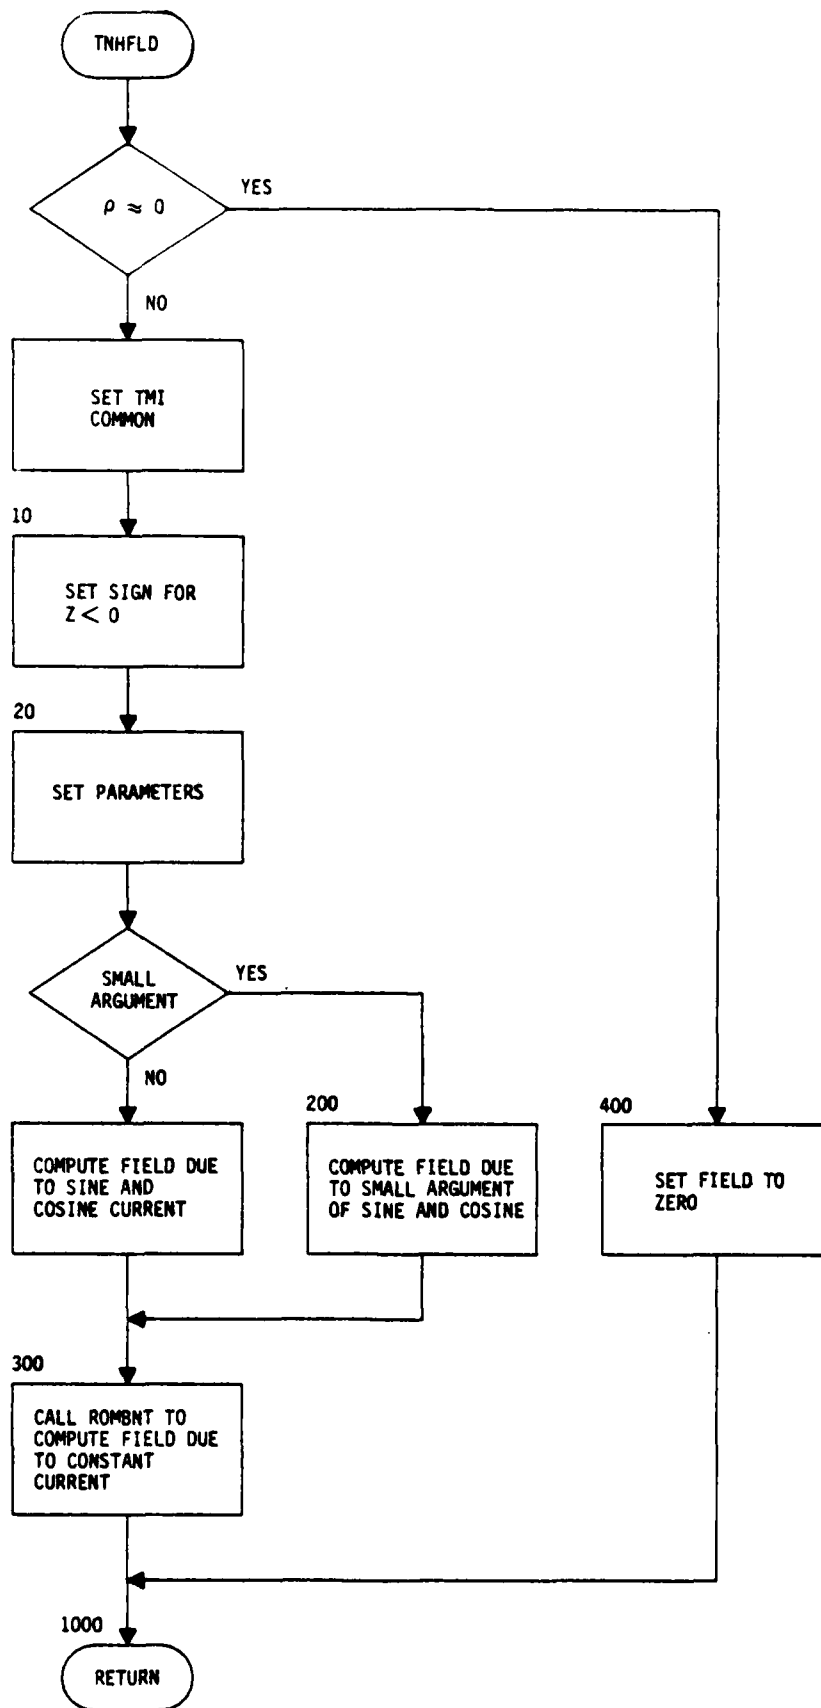 TNHFLD
ρ ≈ 0
YES
NO
SET TMI
COMMON
10
SET SIGN FOR
Z < 0
20
SET PARAMETERS
SMALL
ARGUMENT
YES
NO
COMPUTE FIELD DUE
TO SINE AND
COSINE CURRENT
200
COMPUTE FIELD DUE
TO SMALL ARGUMENT
OF SINE AND COSINE
400
SET FIELD TO
ZERO
300
CALL ROMBNT TO
COMPUTE FIELD DUE
TO CONSTANT
CURRENT
1000
RETURN